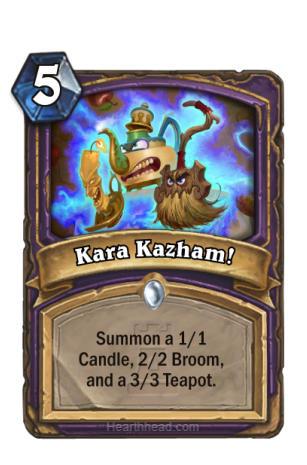 5
Kara Kazham!
Summon a 1/1
Candle, 2/2 Broom,
and a 3/3 Teapot.
Hearthhead.com